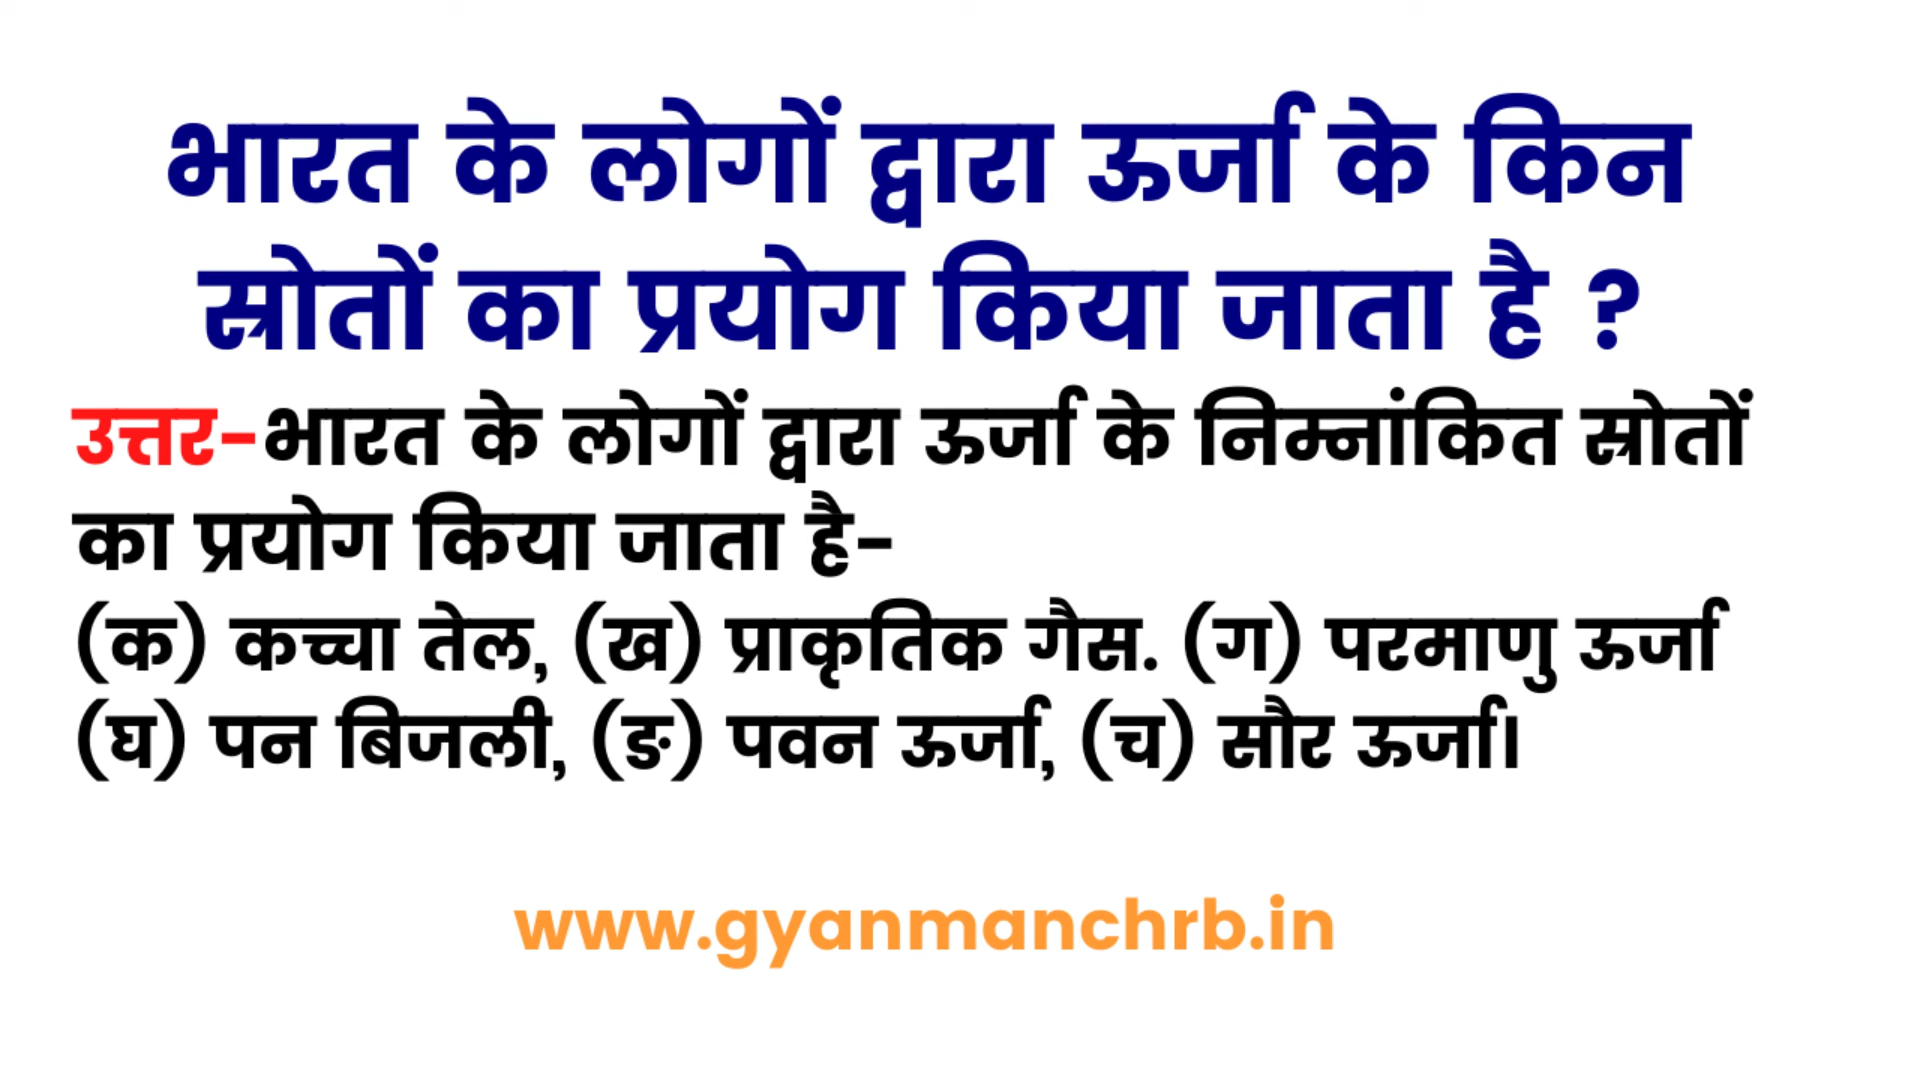 भारत के लोगों द्वारा ऊर्जा के किन
स्रोतों का प्रयोग किया जाता है ?
उत्तर-भारत के लोगों द्वारा ऊर्जा के निम्नांकित स्रोतों
का प्रयोग किया जाता है-
(क) कच्चा तेल, (ख) प्राकृतिक गैस. (ग) परमाणु ऊर्जा
(घ) पन बिजली, (ङ) पवन ऊर्जा, (च) सौर ऊर्जा।
www.gyanmanchrb.in